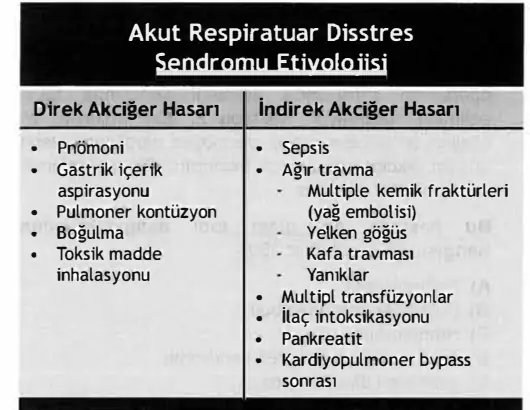 Akut Respiratuar Disstres
Sendromu Etiyolojisi
Direk Akciğer Hasarı
• Pnömoni
• Gastrik içerik
aspirasyonu
• Pulmoner kontüzyon
• Boğulma
• Toksik madde
inhalasyonu
İndirek Akciğer Hasarı
• Sepsis
• Ağır travma
- Multiple kemik fraktürleri
(yağ embolisi)
- Yelken göğüs
- Kafa travması
- Yanıklar
• Multipl transfüzyonlar
• İlaç intoksikasyonu
• Pankreatit
• Kardiyopulmoner bypass
sonrası